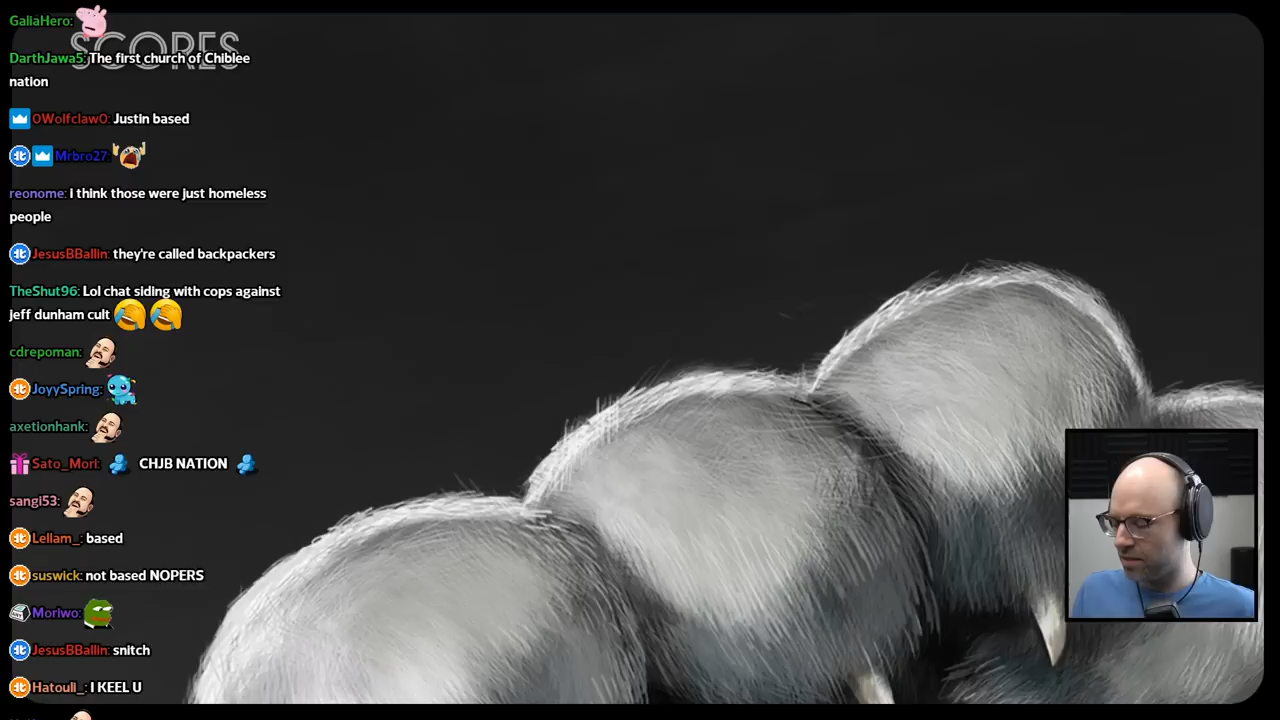 GaliaHero:
SCORES
DarthJawa5: The first church of Chiblee
nation
0Wolfclaw0: Justin based
Mrbro27:
reonome: i think those were just homeless
people
JesusBBallin: they're called backpackers
TheShut96: Lol chat siding with cops against
jeff dunham cult
cdrepoman:
JoyySpring:
axetionhank:
Sato_Mori: CHJB NATION
sangi53:
Lellam_: based
suswick: not based NOPERS
Moriwo:
JesusBBallin: snitch
Hatouli_: I KEEL U